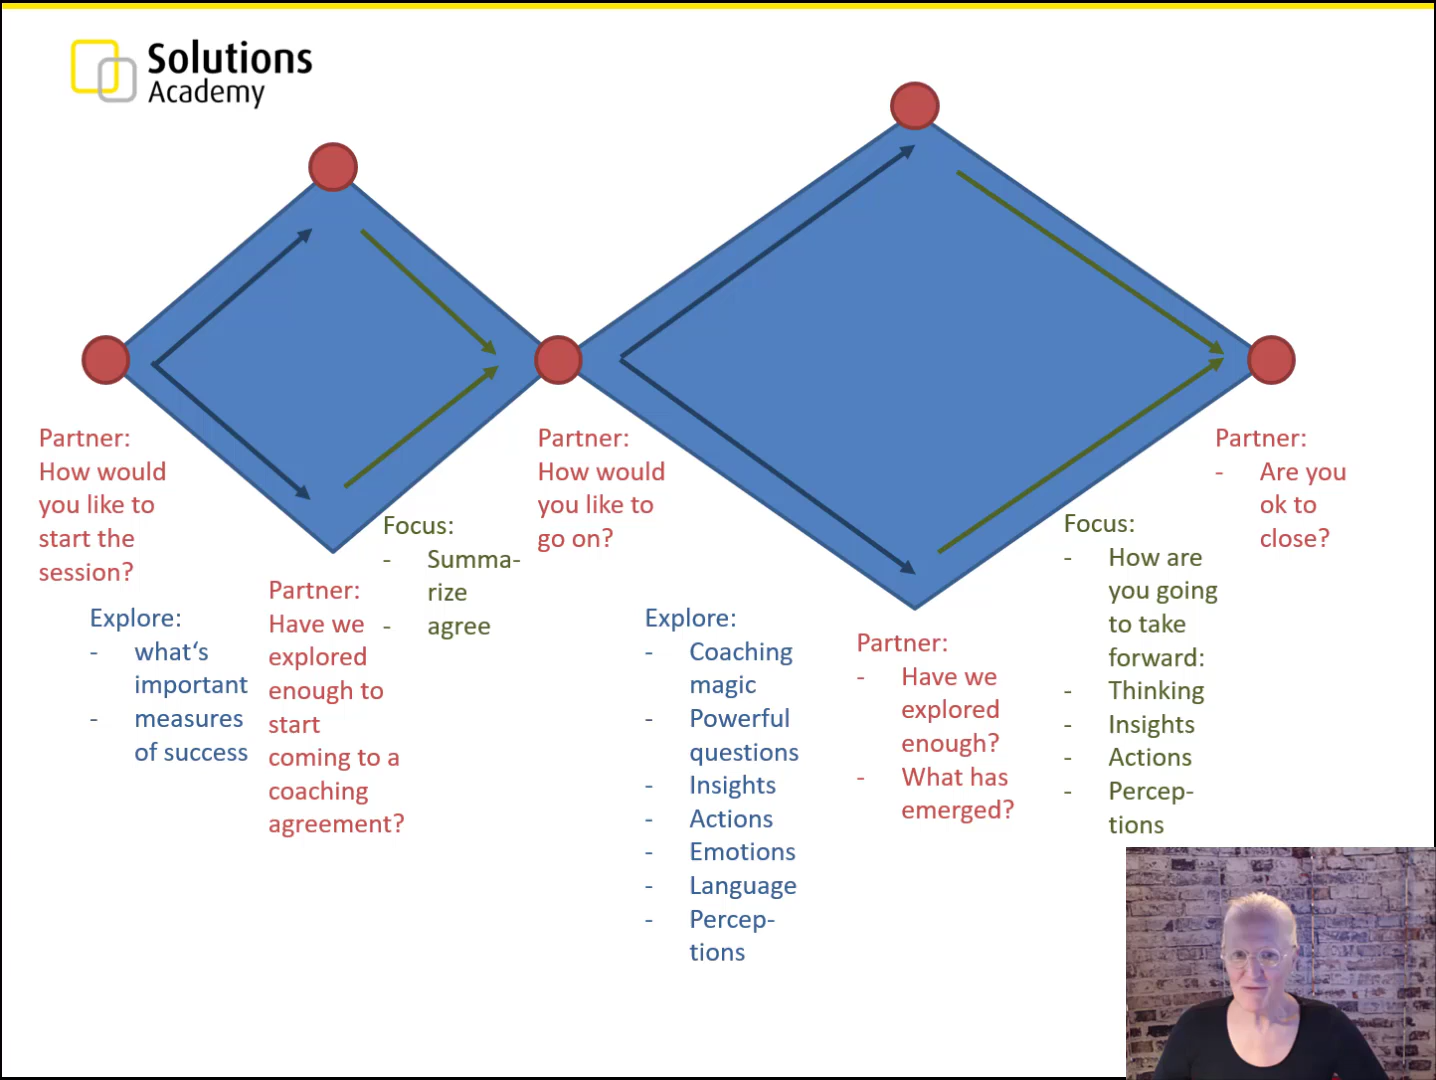 Solutions
Academy
Partner:
How would
you like to
start the
session?
Explore:
- what‘s
important
- measures
of success
Partner:
Have we
explored
enough to
start
coming to a
coaching
agreement?
Focus:
- Summa-
rize
- agree
Partner:
How would
you like to
go on?
Explore:
- Coaching
magic
- Powerful
questions
- Insights
- Actions
- Emotions
- Language
- Percep-
tions
Partner:
- Have we
explored
enough?
- What has
emerged?
Focus:
- How are
you going
to take
forward:
- Thinking
- Insights
- Actions
- Percep-
tions
Partner:
- Are you
ok to
close?